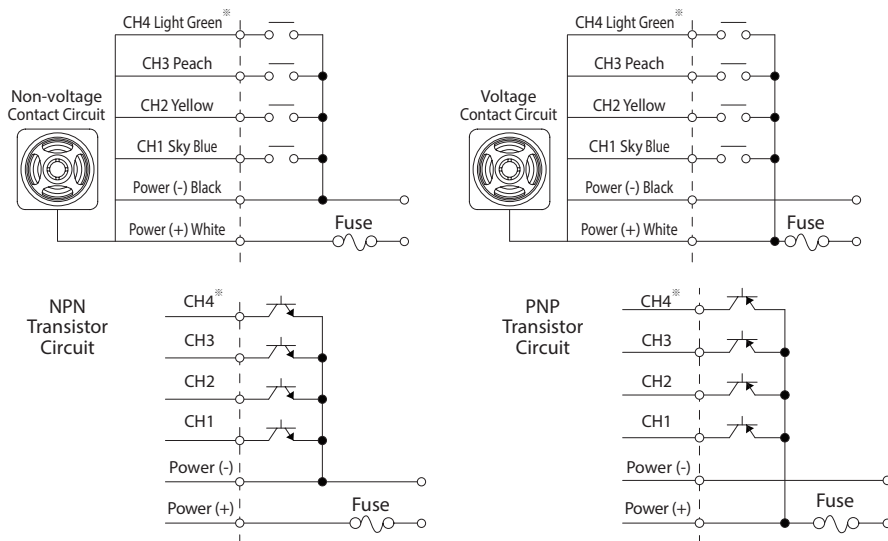 Non-voltage
Contact Circuit
CH4 Light Green※
CH3 Peach
CH2 Yellow
CH1 Sky Blue
Power (-) Black
Power (+) White
Fuse
Voltage
Contact Circuit
CH4 Light Green※
CH3 Peach
CH2 Yellow
CH1 Sky Blue
Power (-) Black
Power (+) White
Fuse
NPN
Transistor
Circuit
CH4※
CH3
CH2
CH1
Power (-)
Power (+)
Fuse
PNP
Transistor
Circuit
CH4※
CH3
CH2
CH1
Power (-)
Power (+)
Fuse